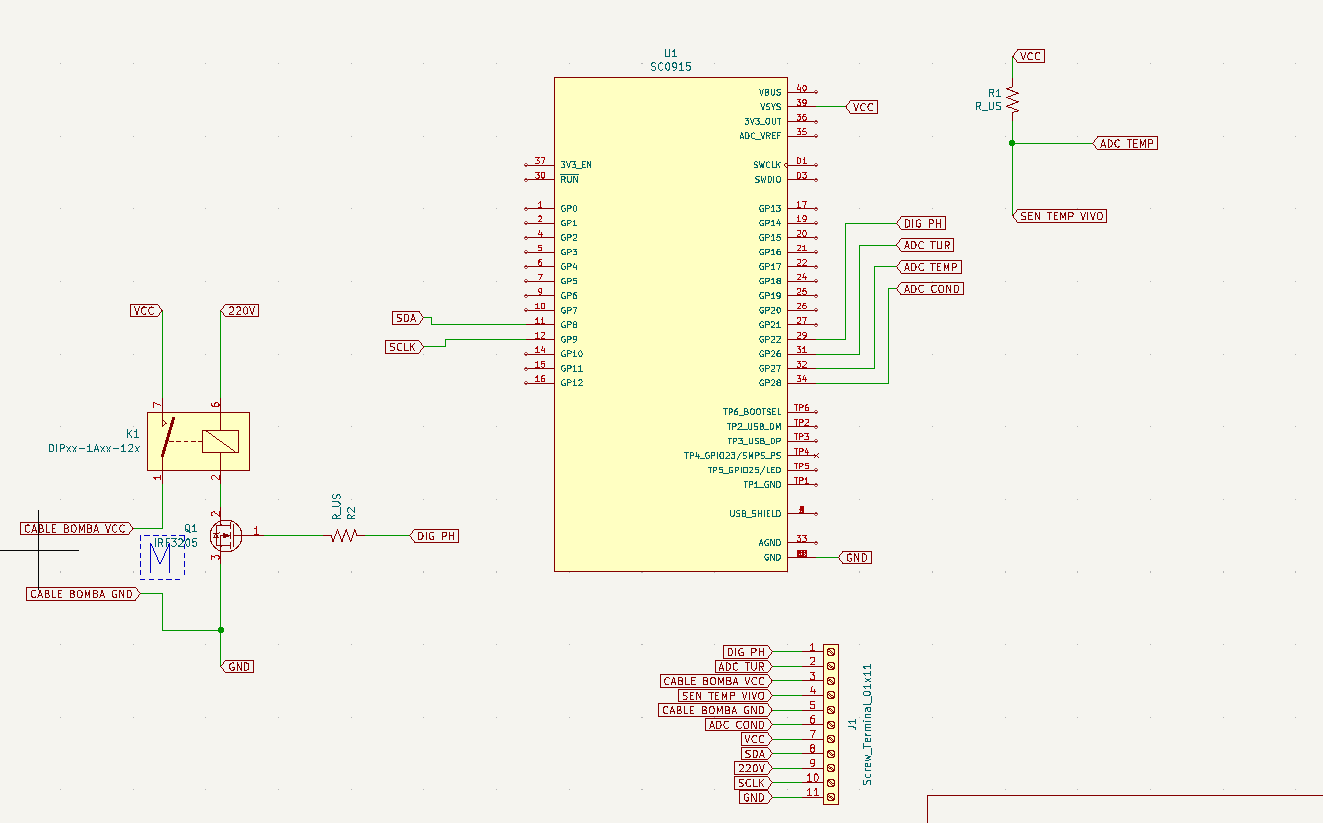 U1
SC0915
VBUS 40
VSYS 39
VCC
3V3_OUT 36
ADC_VREF 35
37 3V3_EN
30 RUN
SWCLK D1
SWDIO D3
1 GP0
2 GP1
4 GP2
5 GP3
6 GP4
7 GP5
9 GP6
10 GP7
11 GP8
12 GP9
14 GP10
15 GP11
16 GP12
SDA
SCLK
GP13 17
GP14 19
GP15 20
GP16 21
GP17 22
GP18 24
GP19 25
GP20 26
GP21 27
GP22 29
GP26 31
GP27 32
GP28 34
DIG PH
ADC TUR
ADC TEMP
ADC COND
TP6_BOOTSEL TP6
TP2_USB_DM TP2
TP3_USB_DP TP3
TP4_GPIO23/SMPS_PS TP4
TP5_GPIO25/LED TP5
TP1_GND TP1
USB_SHIELD
AGND 33
GND
GND
VCC
R1
R_US
ADC TEMP
SEN TEMP VIVO
VCC
220V
7
6
K1
DIPxx-1Axx-12x
1
2
CABLE BOMBA VCC
Q1
IRF3205
2
1
3
M
R_US
R2
DIG PH
CABLE BOMBA GND
GND
DIG PH 1
ADC TUR 2
CABLE BOMBA VCC 3
SEN TEMP VIVO 4
CABLE BOMBA GND 5
ADC COND 6
VCC 7
SDA 8
220V 9
SCLK 10
GND 11
J1
Screw_Terminal_01x11